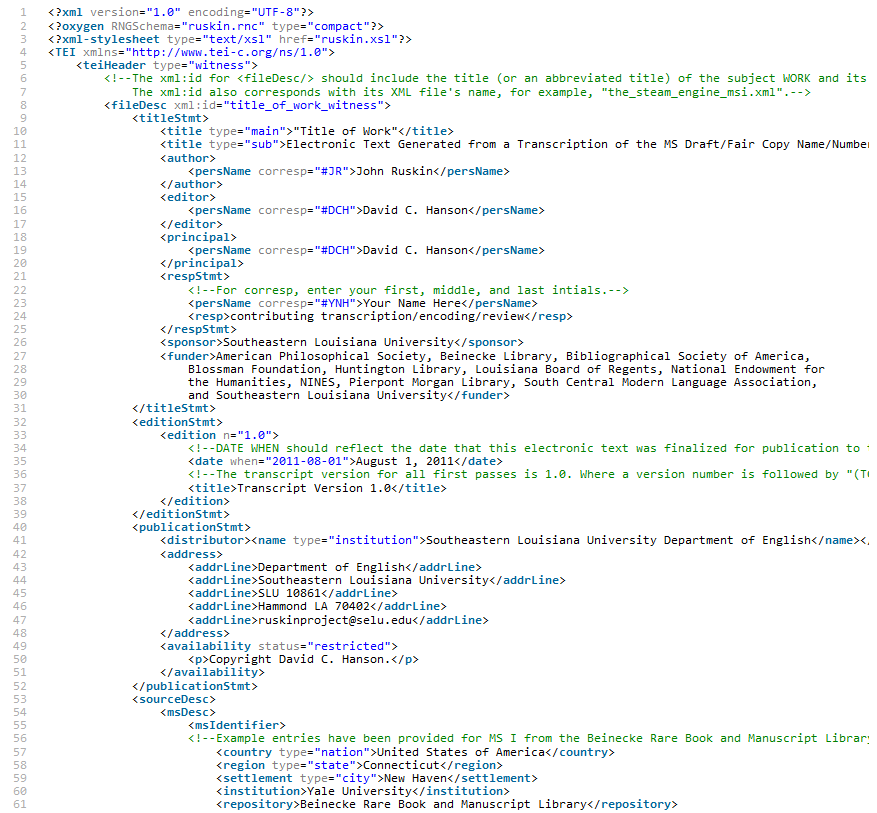 1 <?xml version="1.0" encoding="UTF-8"?>
2 <?oxygen RNGSchema="ruskin.rnc" type="compact"?>
3 <?xml-stylesheet type="text/xsl" href="ruskin.xsl"?>
4 <TEI xmlns="http://www.tei-c.org/ns/1.0">
5 <teiHeader type="witness">
6 <!--The xml:id for <fileDesc/> should include the title (or an abbreviated title) of the subject WORK and its
7 The xml:id also corresponds with its XML file's name, for example, "the_steam_engine_msi.xml".-->
8 <fileDesc xml:id="title_of_work_witness">
9 <titleStmt>
10 <title type="main">"Title of Work"</title>
11 <title type="sub">Electronic Text Generated from a Transcription of the MS Draft/Fair Copy Name/Number
12 <author>
13 <persName corresp="#JR">John Ruskin</persName>
14 </author>
15 <editor>
16 <persName corresp="#DCH">David C. Hanson</persName>
17 </editor>
18 <principal>
19 <persName corresp="#DCH">David C. Hanson</persName>
20 </principal>
21 <respStmt>
22 <!--For corresp, enter your first, middle, and last intials.-->
23 <persName corresp="#YNH">Your Name Here</persName>
24 <resp>contributing transcription/encoding/review</resp>
25 </respStmt>
26 <sponsor>Southeastern Louisiana University</sponsor>
27 <funder>American Philosophical Society, Beinecke Library, Bibliographical Society of America,
28 Blossman Foundation, Huntington Library, Louisiana Board of Regents, National Endowment for
29 the Humanities, NINES, Pierpont Morgan Library, South Central Modern Language Association,
30 and Southeastern Louisiana University</funder>
31 </titleStmt>
32 <editionStmt>
33 <edition n="1.0">
34 <!--DATE WHEN should reflect the date that this electronic text was finalized for publication to
35 <date when="2011-08-01">August 1, 2011</date>
36 <!--The transcript version for all first passes is 1.0. Where a version number is followed by "(T
37 <title>Transcript Version 1.0</title>
38 </edition>
39 </editionStmt>
40 <publicationStmt>
41 <distributor><name type="institution">Southeastern Louisiana University Department of English</name></
42 <address>
43 <addrLine>Department of English</addrLine>
44 <addrLine>Southeastern Louisiana University</addrLine>
45 <addrLine>SLU 10861</addrLine>
46 <addrLine>Hammond LA 70402</addrLine>
47 <addrLine>ruskinproject@selu.edu</addrLine>
48 </address>
49 <availability status="restricted">
50 <p>Copyright David C. Hanson.</p>
51 </availability>
52 </publicationStmt>
53 <sourceDesc>
54 <msDesc>
55 <msIdentifier>
56 <!--Example entries have been provided for MS I from the Beinecke Rare Book and Manuscript Library
57 <country type="nation">United States of America</country>
58 <region type="state">Connecticut</region>
59 <settlement type="city">New Haven</settlement>
60 <institution>Yale University</institution>
61 <repository>Beinecke Rare Book and Manuscript Library</repository>